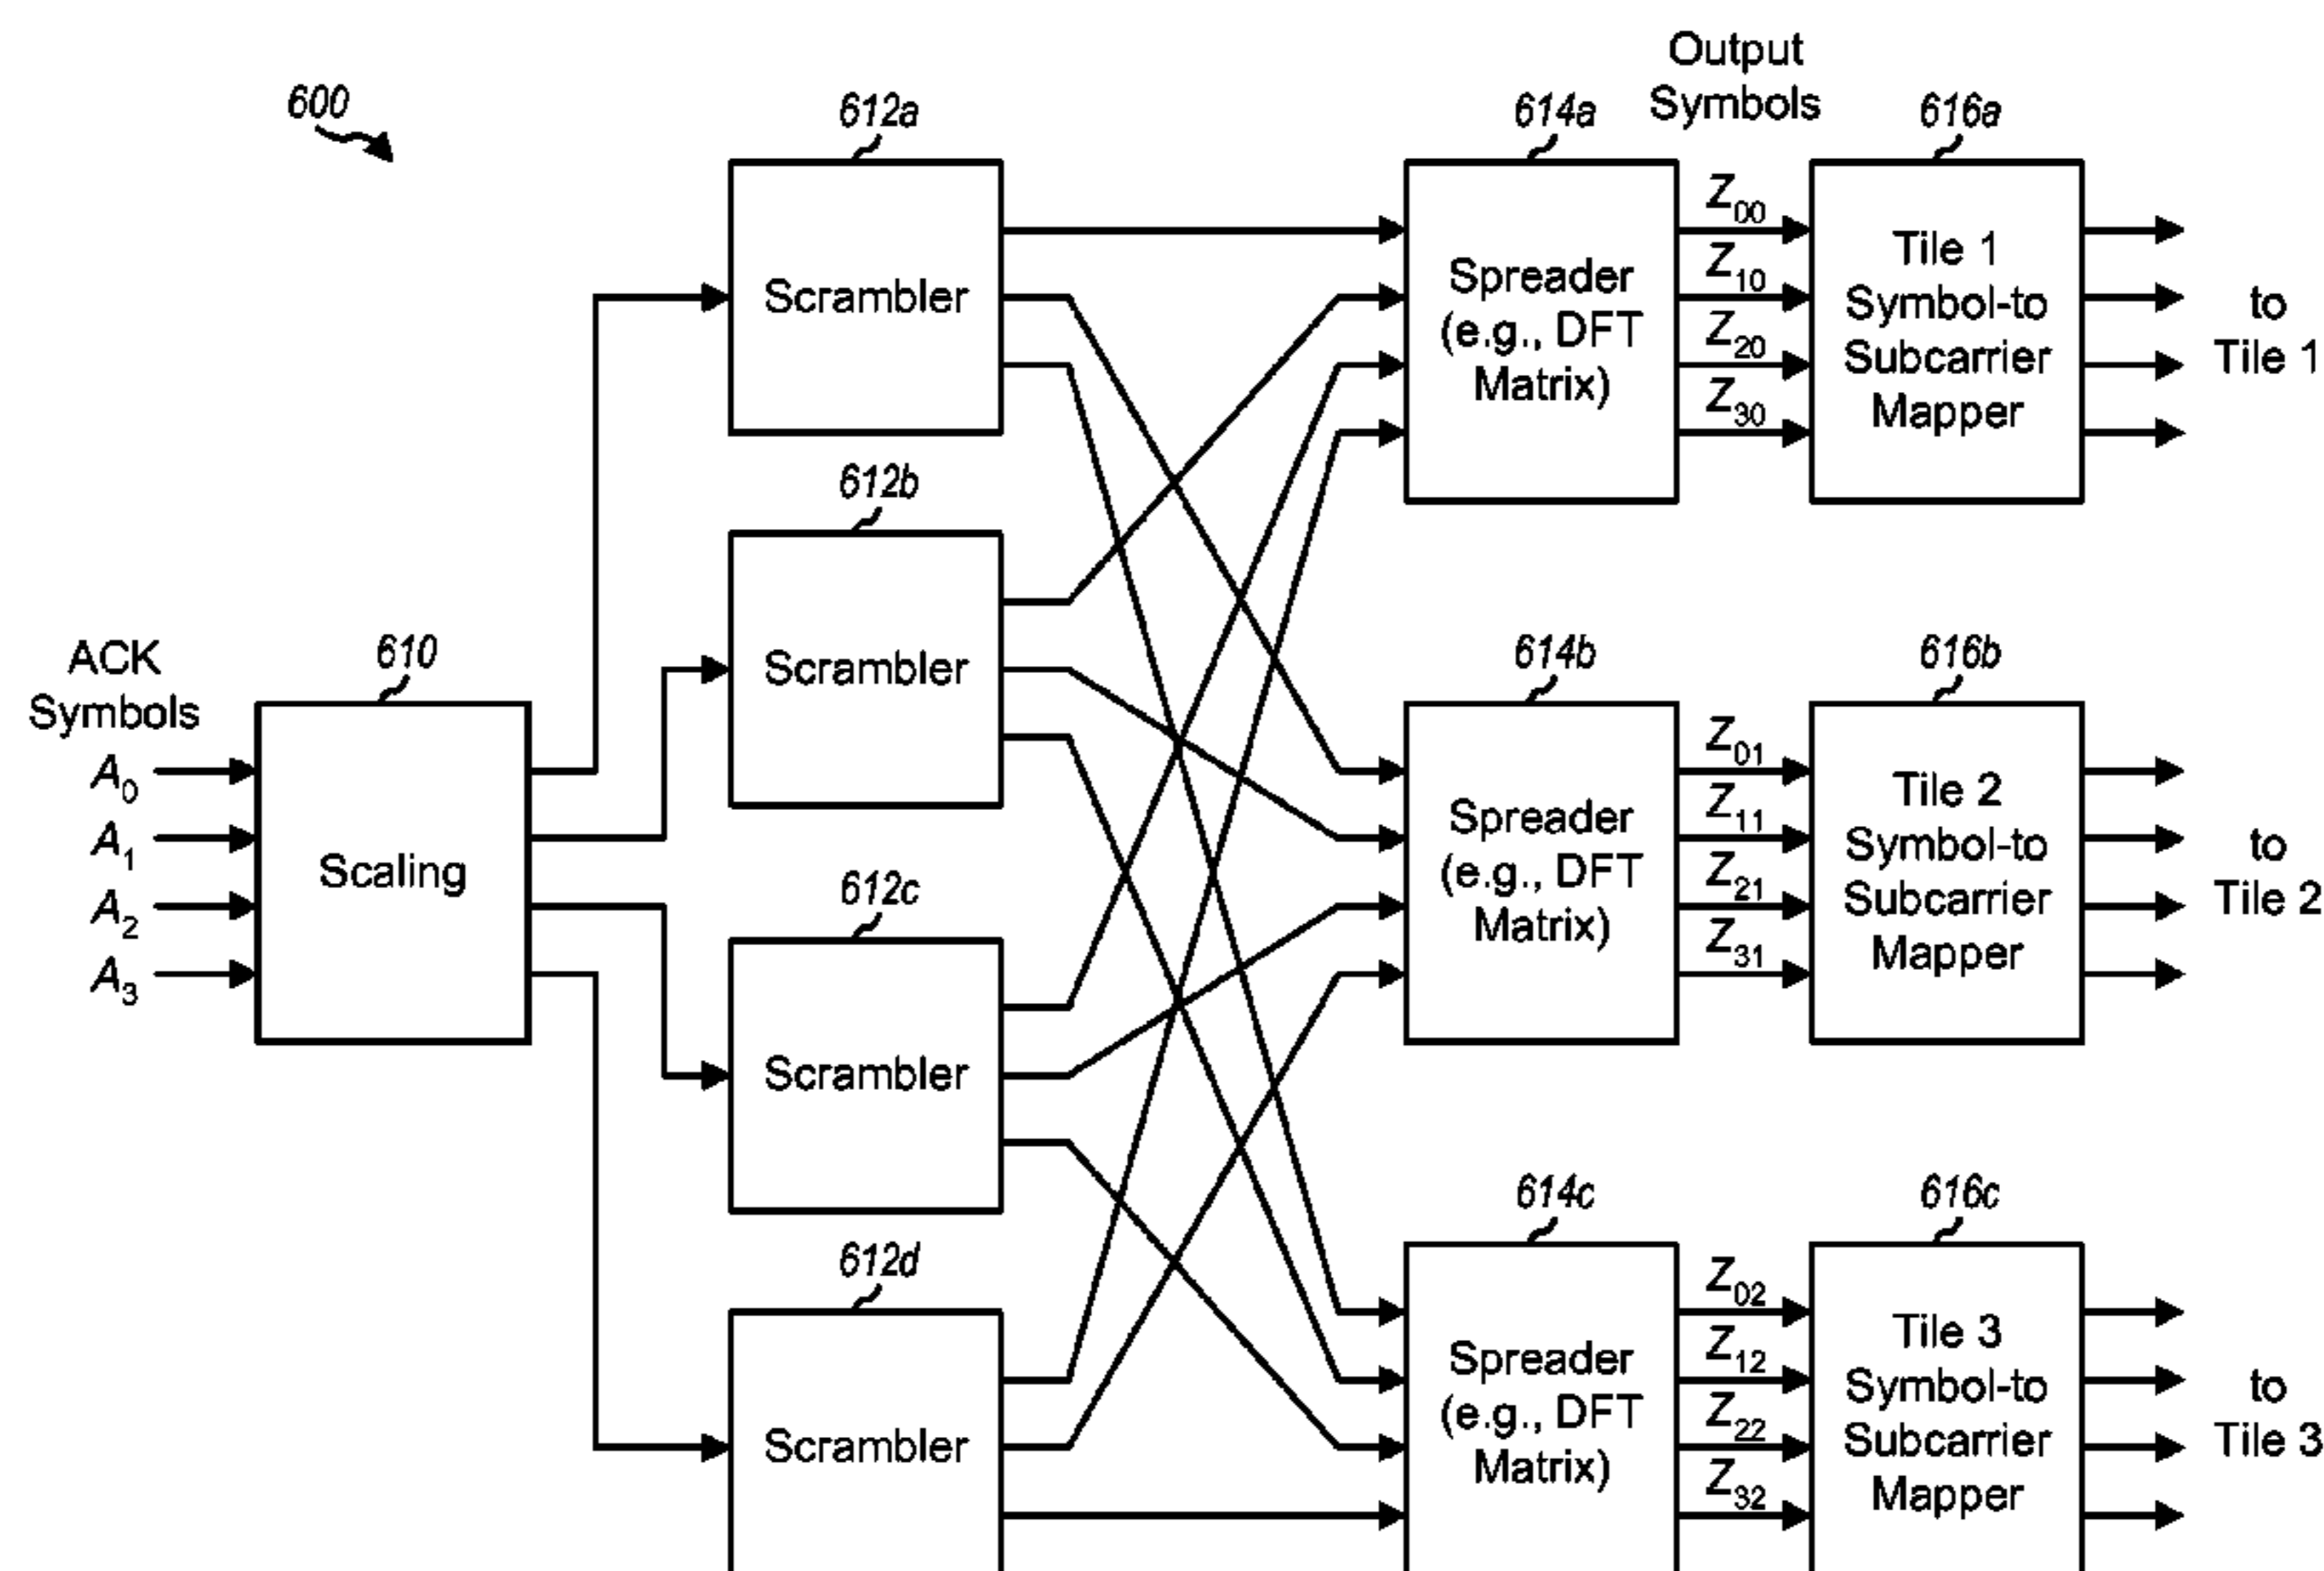 600
612a
Scrambler
612b
Scrambler
612c
Scrambler
612d
Scrambler
ACK
Symbols
A0
A1
A2
A3
610
Scaling
614a
Spreader
(e.g., DFT
Matrix)
614b
Spreader
(e.g., DFT
Matrix)
614c
Spreader
(e.g., DFT
Matrix)
Output
Symbols
Z00
Z10
Z20
Z30
Z01
Z11
Z21
Z31
Z02
Z12
Z22
Z32
616a
Tile 1
Symbol-to
Subcarrier
Mapper
616b
Tile 2
Symbol-to
Subcarrier
Mapper
616c
Tile 3
Symbol-to
Subcarrier
Mapper
to
Tile 1
to
Tile 2
to
Tile 3